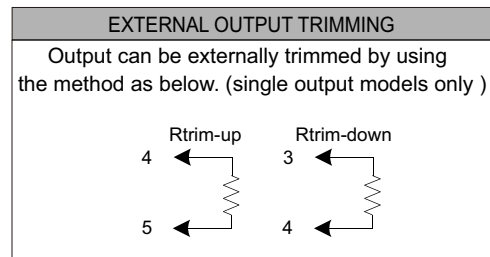 EXTERNAL OUTPUT TRIMMING
Output can be externally trimmed by using
the method as below. (single output models only )
Rtrim-up Rtrim-down
4 3
5 4